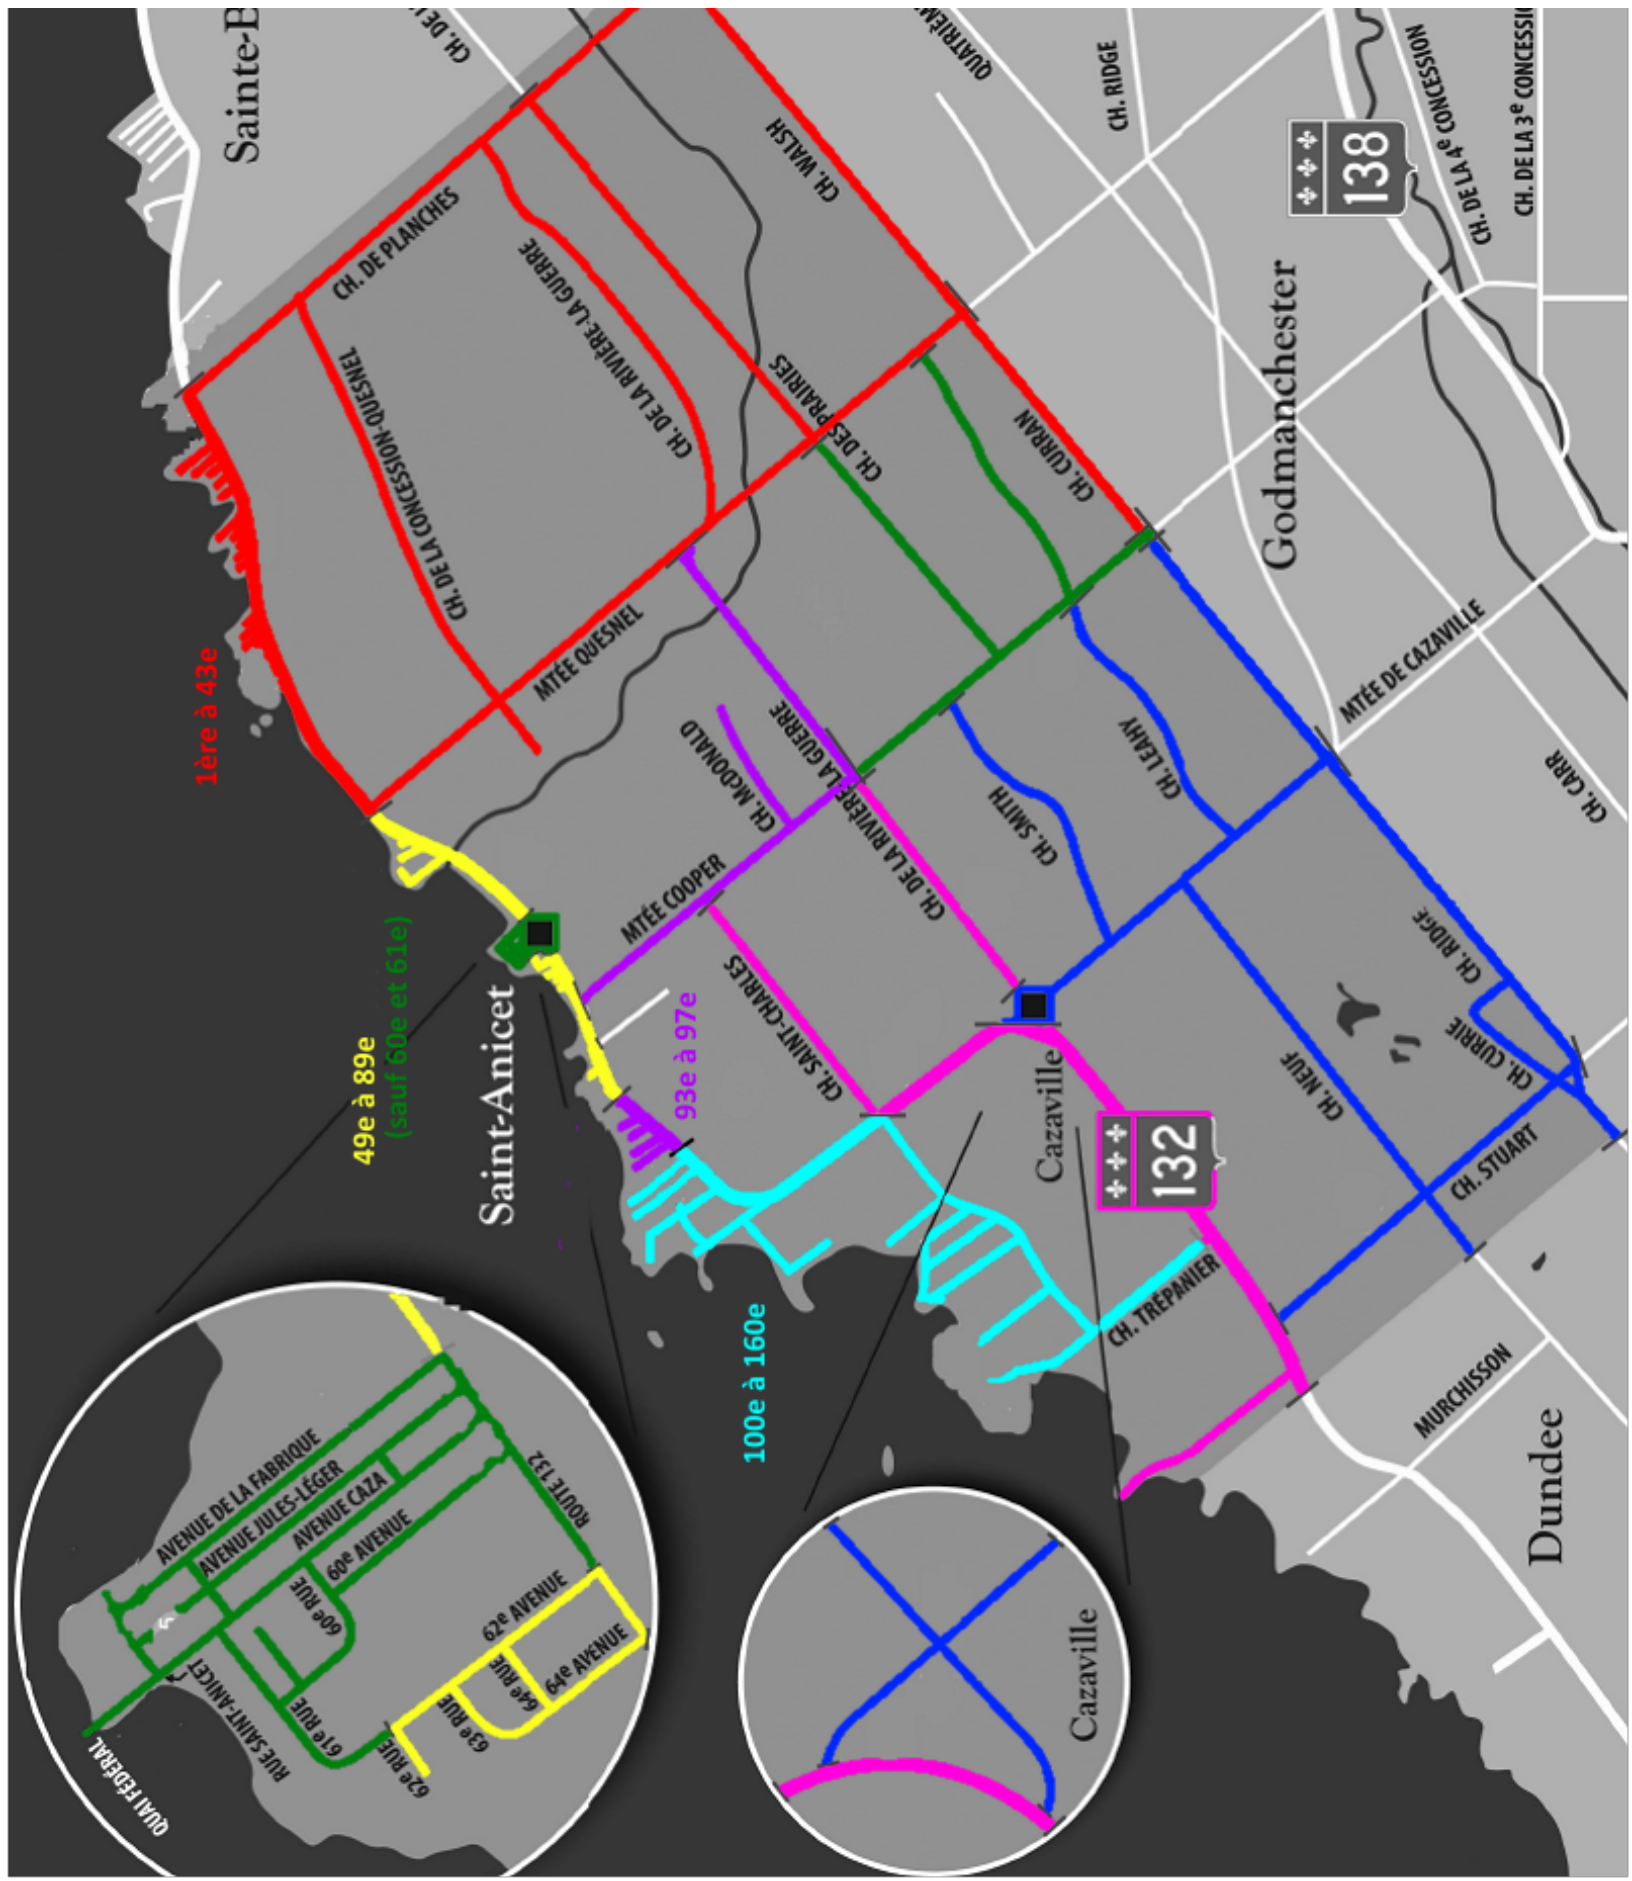 Sainte-B
CH. DE L
QUATRIÈM
CH. RIDGE
CH. DE LA 4e CONCESSION
CH. DE LA 3e CONCESSI
138
CH. WALSH
CH. DE PLANCHES
CH. DE LA RIVIÈRE-LA GUERRE
CH. DE LA CONCESSION-QUESNEL
CH. DES PRAIRIES
CH. CURRAN
Godmanchester
1ère à 43e
MTÉE QUESNEL
MTÉE DE CAZAVILLE
CH. McDONALD
CH. DE LA RIVIÈRE-LA GUERRE
CH. LEAHY
CH. SMITH
CH. CARR
MTÉE COOPER
49e à 89e
(sauf 60e et 61e)
Saint-Anicet
93e à 97e
CH. SAINT-CHARLES
CH. RIDGE
CH. CURRIE
CH. NEUF
Cazaville
132
CH. STUART
CH. TRÉPANIER
100e à 160e
MURCHISSON
Dundee
AVENUE DE LA FABRIQUE
AVENUE JULES-LÉGER
AVENUE CAZA
60e AVENUE
ROUTE 132
60e RUE
62e AVENUE
64e AVENUE
64e RUE
63e RUE
62e RUE
61e RUE
RUE SAINT-ANICET
QUAI FÉDÉRAL
Cazaville